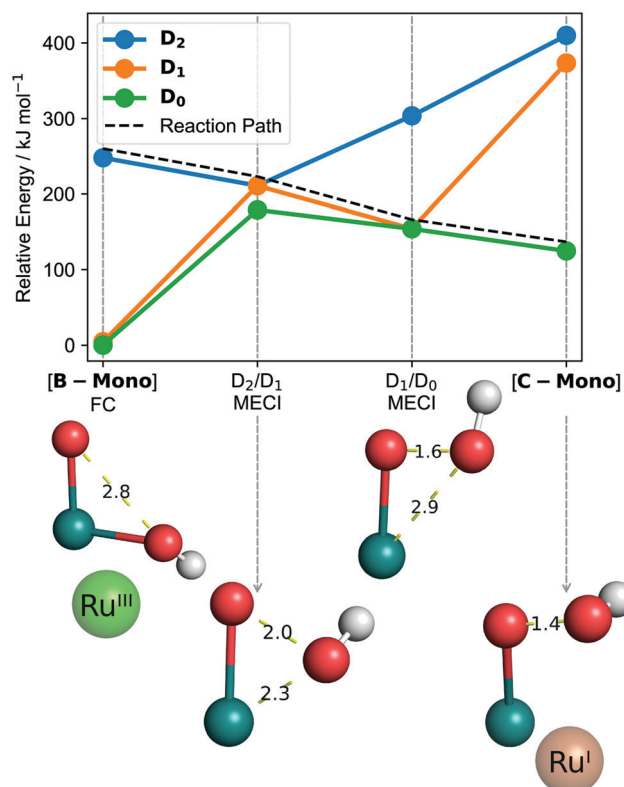 400
300
200
100
0
Relative Energy / kJ mol⁻¹
D₂
D₁
D₀
Reaction Path
[B − Mono]
FC
D₂/D₁
MECI
D₁/D₀
MECI
[C − Mono]
2.8
1.6
2.9
Ruᴵᴵᴵ
2.0
2.3
1.4
Ruᴵ